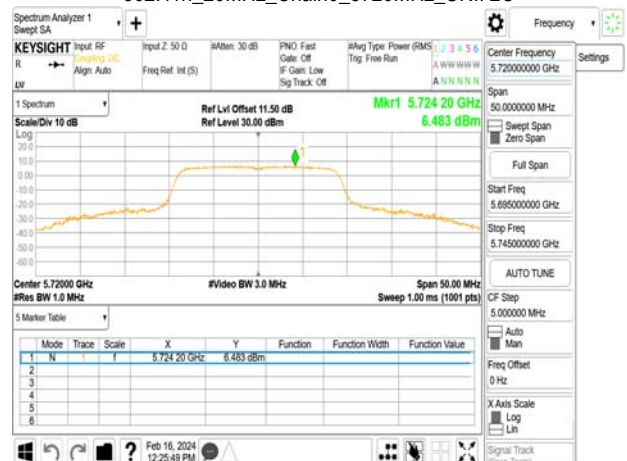 Spectrum Analyzer 1
Swept SA
Frequency
KEYSIGHT
Input: RF
Coupling: DC
Align: Auto
Input Z: 50 Ω
Freq Ref: Int (S)
#Atten: 30 dB
PNO: Fast
Gate: Off
IF Gain: Low
Sig Track: Off
#Avg Type: Power (RMS
Trig: Free Run
1 2 3 4 5 6
A W W W W W
A N N N N N
R
Center Frequency
5.720000000 GHz
Settings
Span
50.0000000 MHz
Swept Span
Zero Span
Full Span
Start Freq
5.695000000 GHz
Stop Freq
5.745000000 GHz
AUTO TUNE
CF Step
5.000000 MHz
Auto
Man
Freq Offset
0 Hz
X Axis Scale
Log
Lin
Signal Track
1 Spectrum
Scale/Div 10 dB
Ref Lvl Offset 11.50 dB
Ref Level 30.00 dBm
Mkr1 5.724 20 GHz
6.483 dBm
Log
20.0
10.0
0.00
-10.0
-20.0
-30.0
-40.0
-50.0
-60.0
1
Center 5.72000 GHz
#Res BW 1.0 MHz
#Video BW 3.0 MHz
Span 50.00 MHz
Sweep 1.00 ms (1001 pts)
5 Marker Table
Mode Trace Scale X Y Function Function Width Function Value
1 N 1 f 5.724 20 GHz 6.483 dBm
2
3
4
5
6
Feb 16, 2024
12:25:49 PM